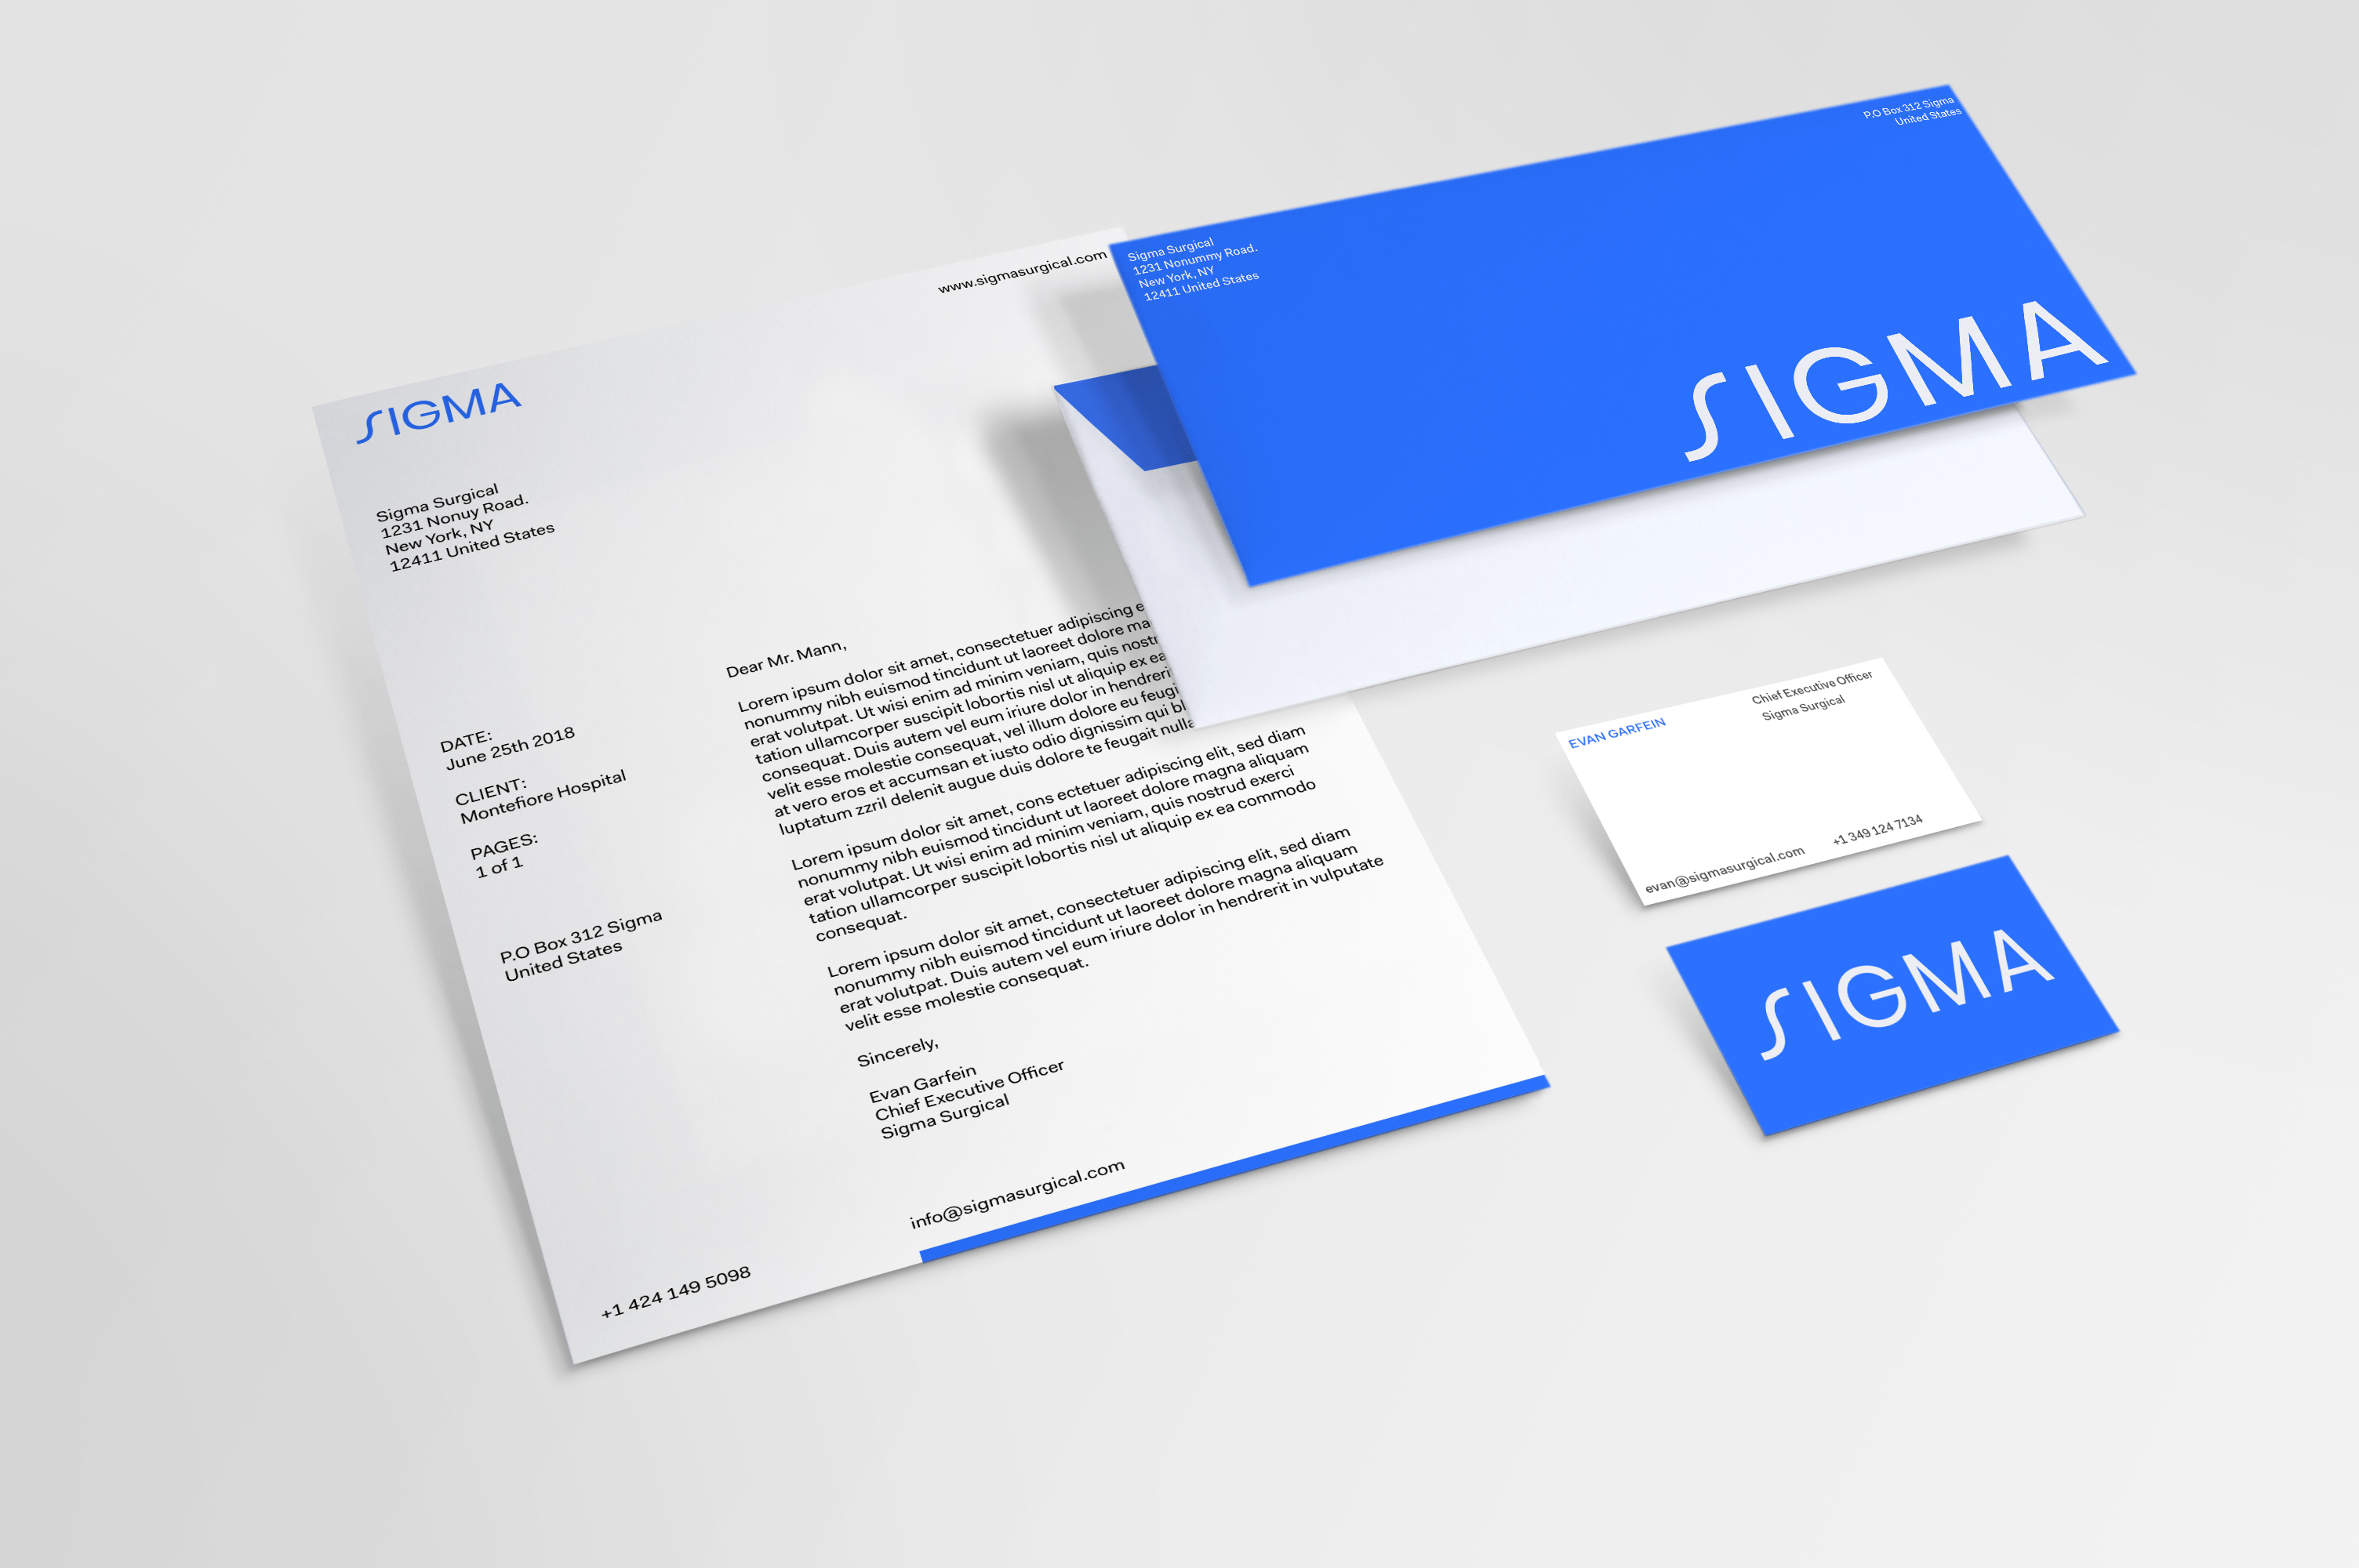 www.sigmasurgical.com
SIGMA
Sigma Surgical
1231 Nonuy Road.
New York, NY
12411 United States
DATE:
June 25th 2018
CLIENT:
Montefiore Hospital
PAGES:
1 of 1
P.O Box 312 Sigma
United States
Dear Mr. Mann,
Lorem ipsum dolor sit amet, consectetuer adipiscing e
nonummy nibh euismod tincidunt ut laoreet dolore ma
erat volutpat. Ut wisi enim ad minim veniam, quis nostr
tation ullamcorper suscipit lobortis nisl ut aliquip ex ea
consequat. Duis autem vel eum iriure dolor in hendreri
velit esse molestie consequat, vel illum dolore eu feugi
at vero eros et accumsan et iusto odio dignissim qui bl
luptatum zzril delenit augue duis dolore te feugait nulla
Lorem ipsum dolor sit amet, cons ectetuer adipiscing elit, sed diam
nonummy nibh euismod tincidunt ut laoreet dolore magna aliquam
erat volutpat. Ut wisi enim ad minim veniam, quis nostrud exerci
tation ullamcorper suscipit lobortis nisl ut aliquip ex ea commodo
consequat.
Lorem ipsum dolor sit amet, consectetuer adipiscing elit, sed diam
nonummy nibh euismod tincidunt ut laoreet dolore magna aliquam
erat volutpat. Duis autem vel eum iriure dolor in hendrerit in vulputate
velit esse molestie consequat.
Sincerely,
Evan Garfein
Chief Executive Officer
Sigma Surgical
info@sigmasurgical.com
+1 424 149 5098
P.O Box 312 Sigma
United States
Sigma Surgical
1231 Nonummy Road.
New York, NY
12411 United States
SIGMA
EVAN GARFEIN
Chief Executive Officer
Sigma Surgical
evan@sigmasurgical.com
+1 349 124 7134
SIGMA